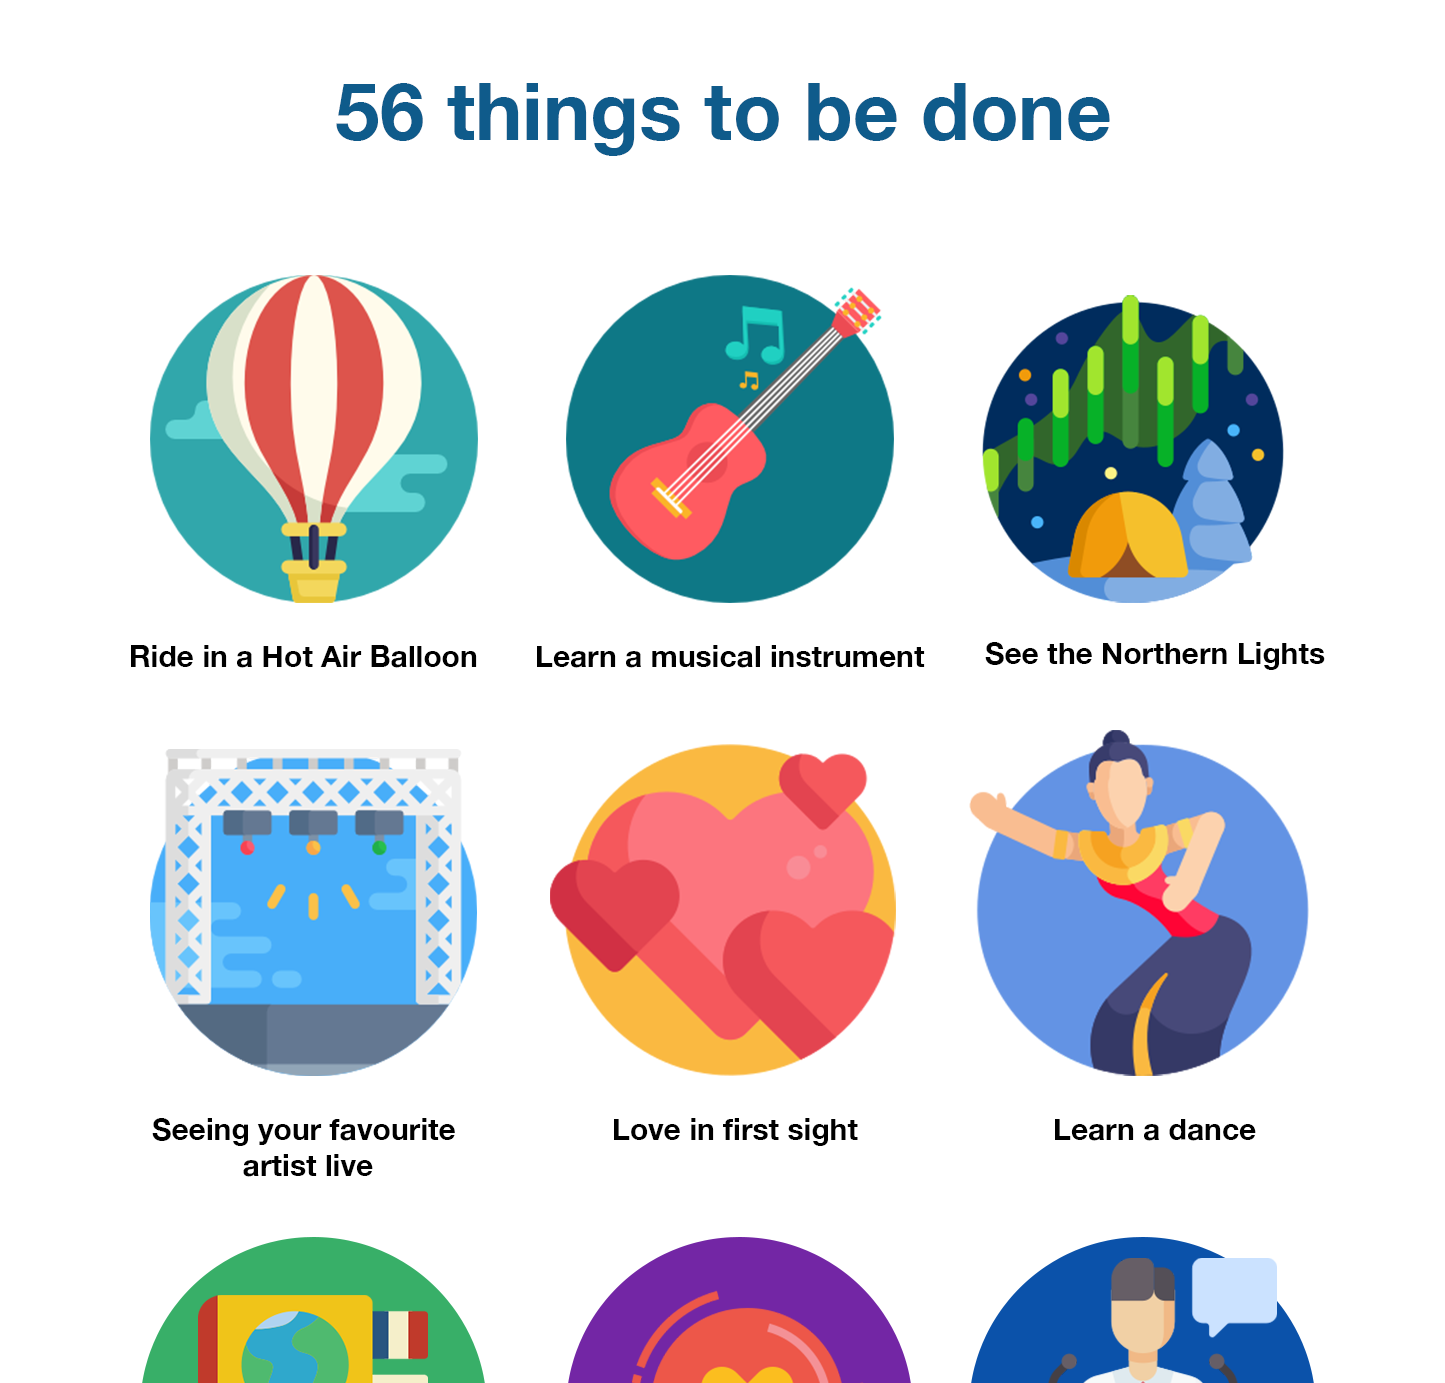 56 things to be done
Ride in a Hot Air Balloon
Learn a musical instrument
See the Northern Lights
Seeing your favourite
artist live
Love in first sight
Learn a dance